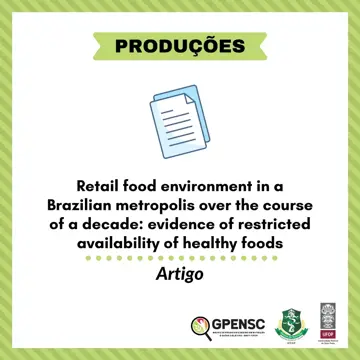 PRODUÇÕES
Retail food environment in a
Brazilian metropolis over the course
of a decade: evidence of restricted
availability of healthy foods
Artigo
GPENSC
UFOP